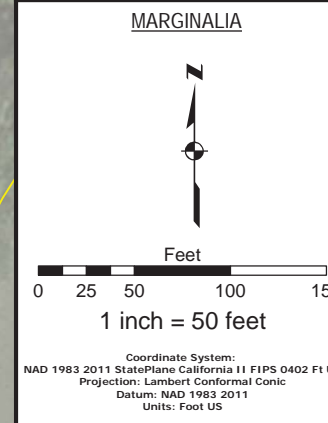 MARGINALIA
N
Feet
0 25 50 100 15
1 inch = 50 feet
Coordinate System:
NAD 1983 2011 StatePlane California II FIPS 0402 Ft U
Projection: Lambert Conformal Conic
Datum: NAD 1983 2011
Units: Foot US